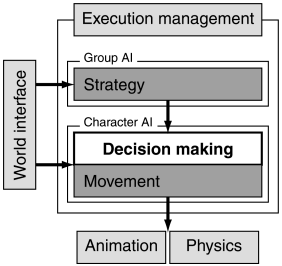 Execution management
Group AI
World interface
Strategy
Character AI
Decision making
Movement
Animation
Physics